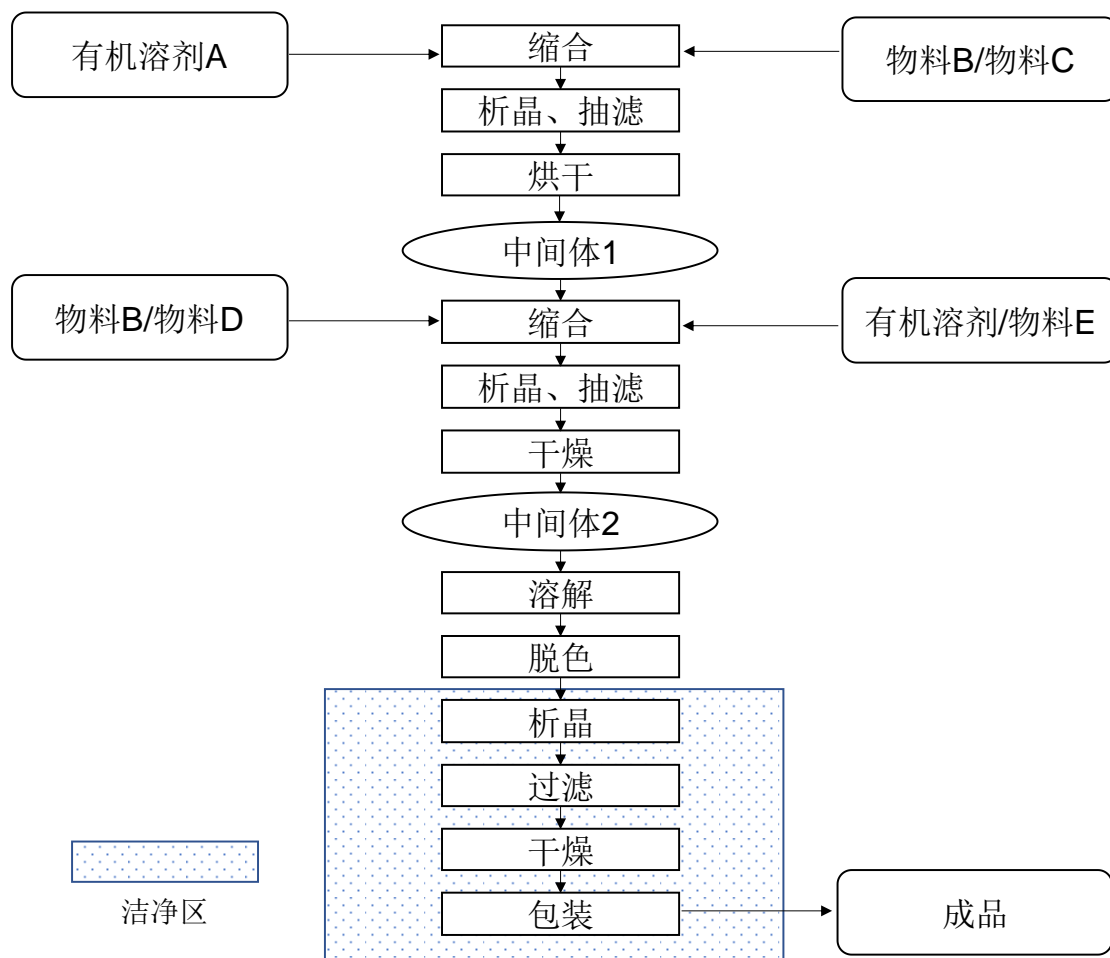 有机溶剂A
缩合
物料B/物料C
析晶、抽滤
烘干
中间体1
物料B/物料D
缩合
有机溶剂/物料E
析晶、抽滤
干燥
中间体2
溶解
脱色
析晶
过滤
干燥
包装
成品
洁净区